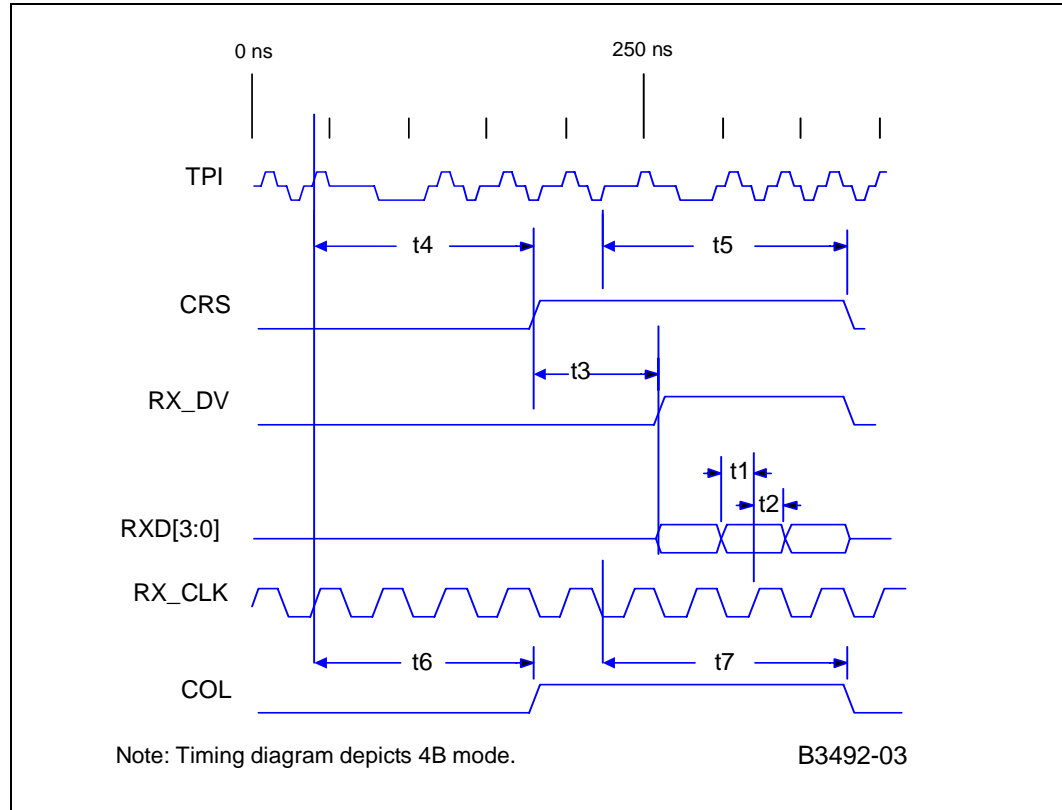 0 ns 250 ns
TPI
t4 t5
CRS
t3
RX_DV
t1
t2
RXD[3:0]
RX_CLK
t6 t7
COL
Note: Timing diagram depicts 4B mode. B3492-03